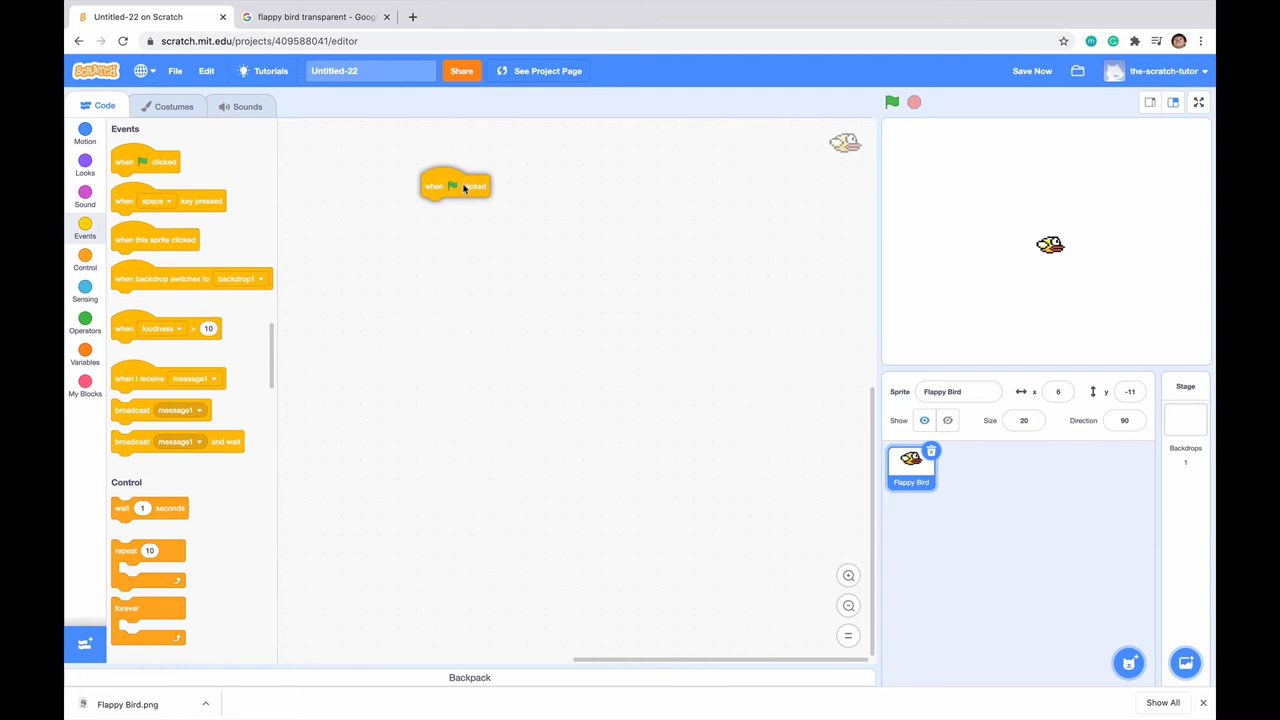 Untitled-22 on Scratch
flappy bird transparent - Goog
scratch.mit.edu/projects/409588041/editor
SCRATCH
File
Edit
Tutorials
Untitled-22
Share
See Project Page
Save Now
the-scratch-tutor
Code
Costumes
Sounds
Motion
Looks
Sound
Events
Control
Sensing
Operators
Variables
My Blocks
Events
when clicked
when space key pressed
when this sprite clicked
when backdrop switches to backdrop1
when loudness > 10
when I receive message1
broadcast message1
broadcast message1 and wait
Control
wait 1 seconds
repeat 10
forever
when clicked
Sprite Flappy Bird x 6 y -11
Show Size 20 Direction 90
Flappy Bird
Stage
Backdrops
1
Backpack
Flappy Bird.png
Show All